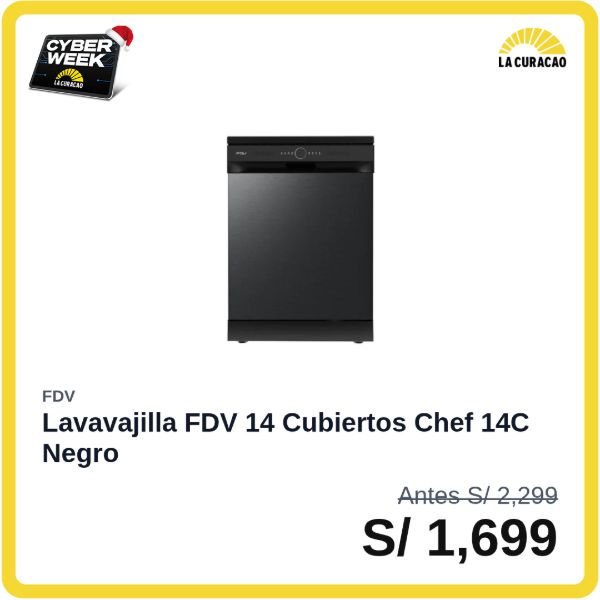 CYBER
WEEK
LA CURACAO
LA CURACAO
FDV
FDV
Lavavajilla FDV 14 Cubiertos Chef 14C
Negro
Antes S/ 2,299
S/ 1,699